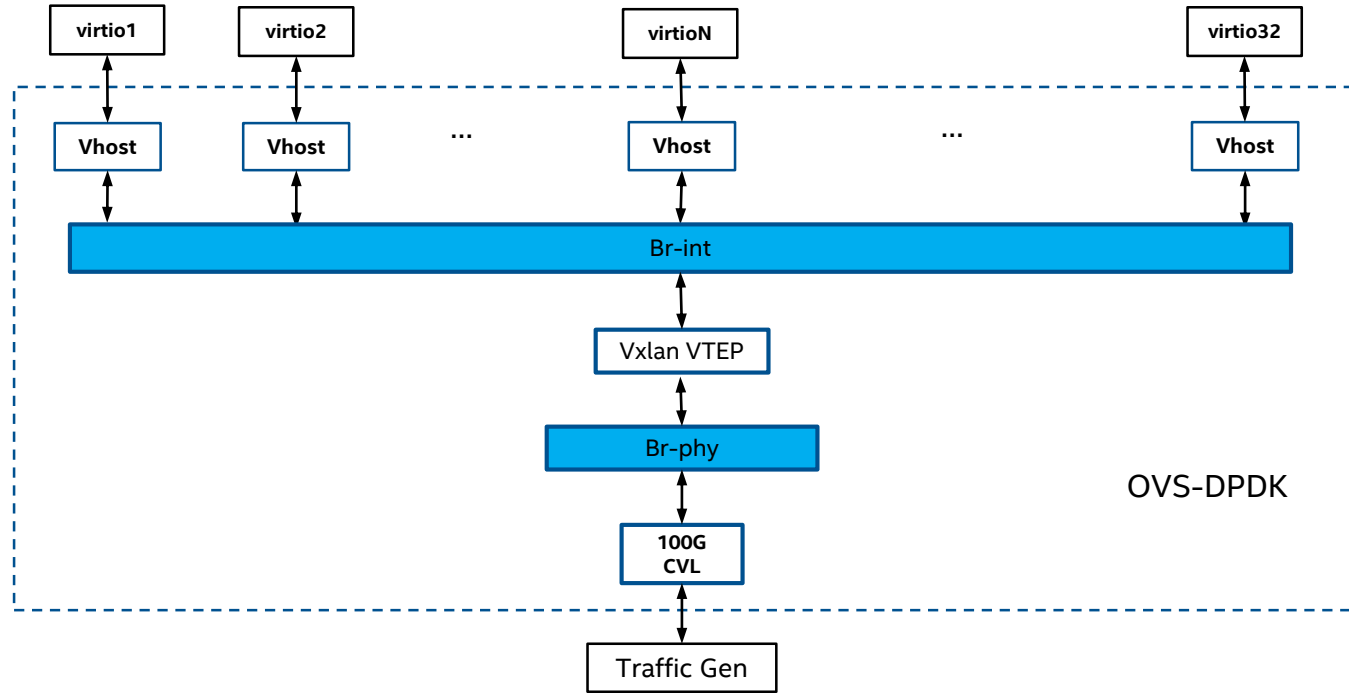 virtio1
virtio2
virtioN
virtio32
Vhost
Vhost
...
Vhost
...
Vhost
Br-int
Vxlan VTEP
Br-phy
OVS-DPDK
100G
CVL
Traffic Gen